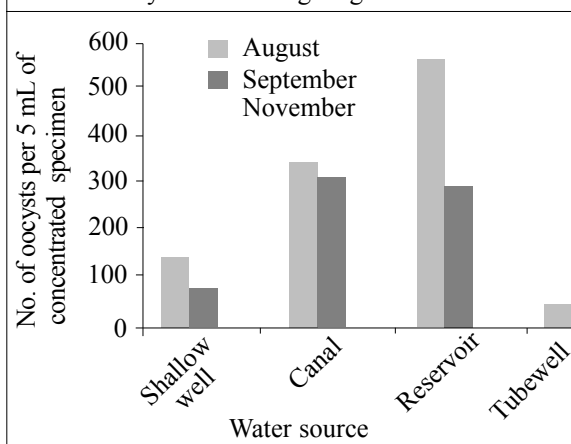 600
500
400
300
200
100
0
No. of oocysts per 5 mL of
concentrated specimen
August
September
November
Shallow
well
Canal
Reservoir
Tubewell
Water source